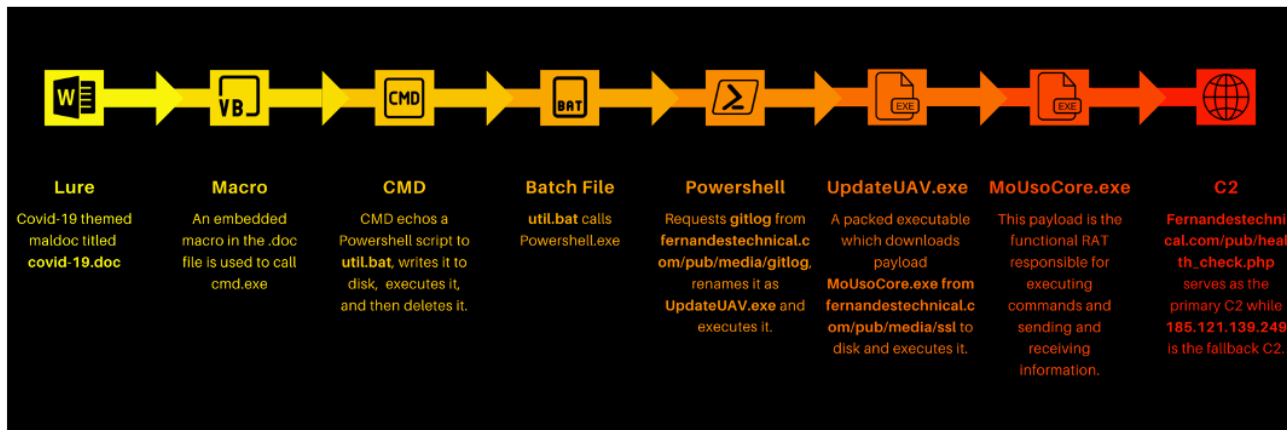 W
VB
CMD
BAT
EXE
EXE
Lure
Covid-19 themed
maldoc titled
covid-19.doc
Macro
An embedded
macro in the .doc
file is used to call
cmd.exe
CMD
CMD echos a
Powershell script to
util.bat, writes it to
disk, executes it,
and then deletes it.
Batch File
util.bat calls
Powershell.exe
Powershell
Requests gitlog from
fernandestechnical.c
om/pub/media/gitlog,
renames it as
UpdateUAV.exe and
executes it.
UpdateUAV.exe
A packed executable
which downloads
payload
MoUsoCore.exe from
fernandestechnical.c
om/pub/media/ssl to
disk and executes it.
MoUsoCore.exe
This payload is the
functional RAT
responsible for
executing
commands and
sending and
receiving
information.
C2
Fernandestechni
cal.com/pub/heal
th_check.php
serves as the
primary C2 while
185.121.139.249
is the fallback C2.